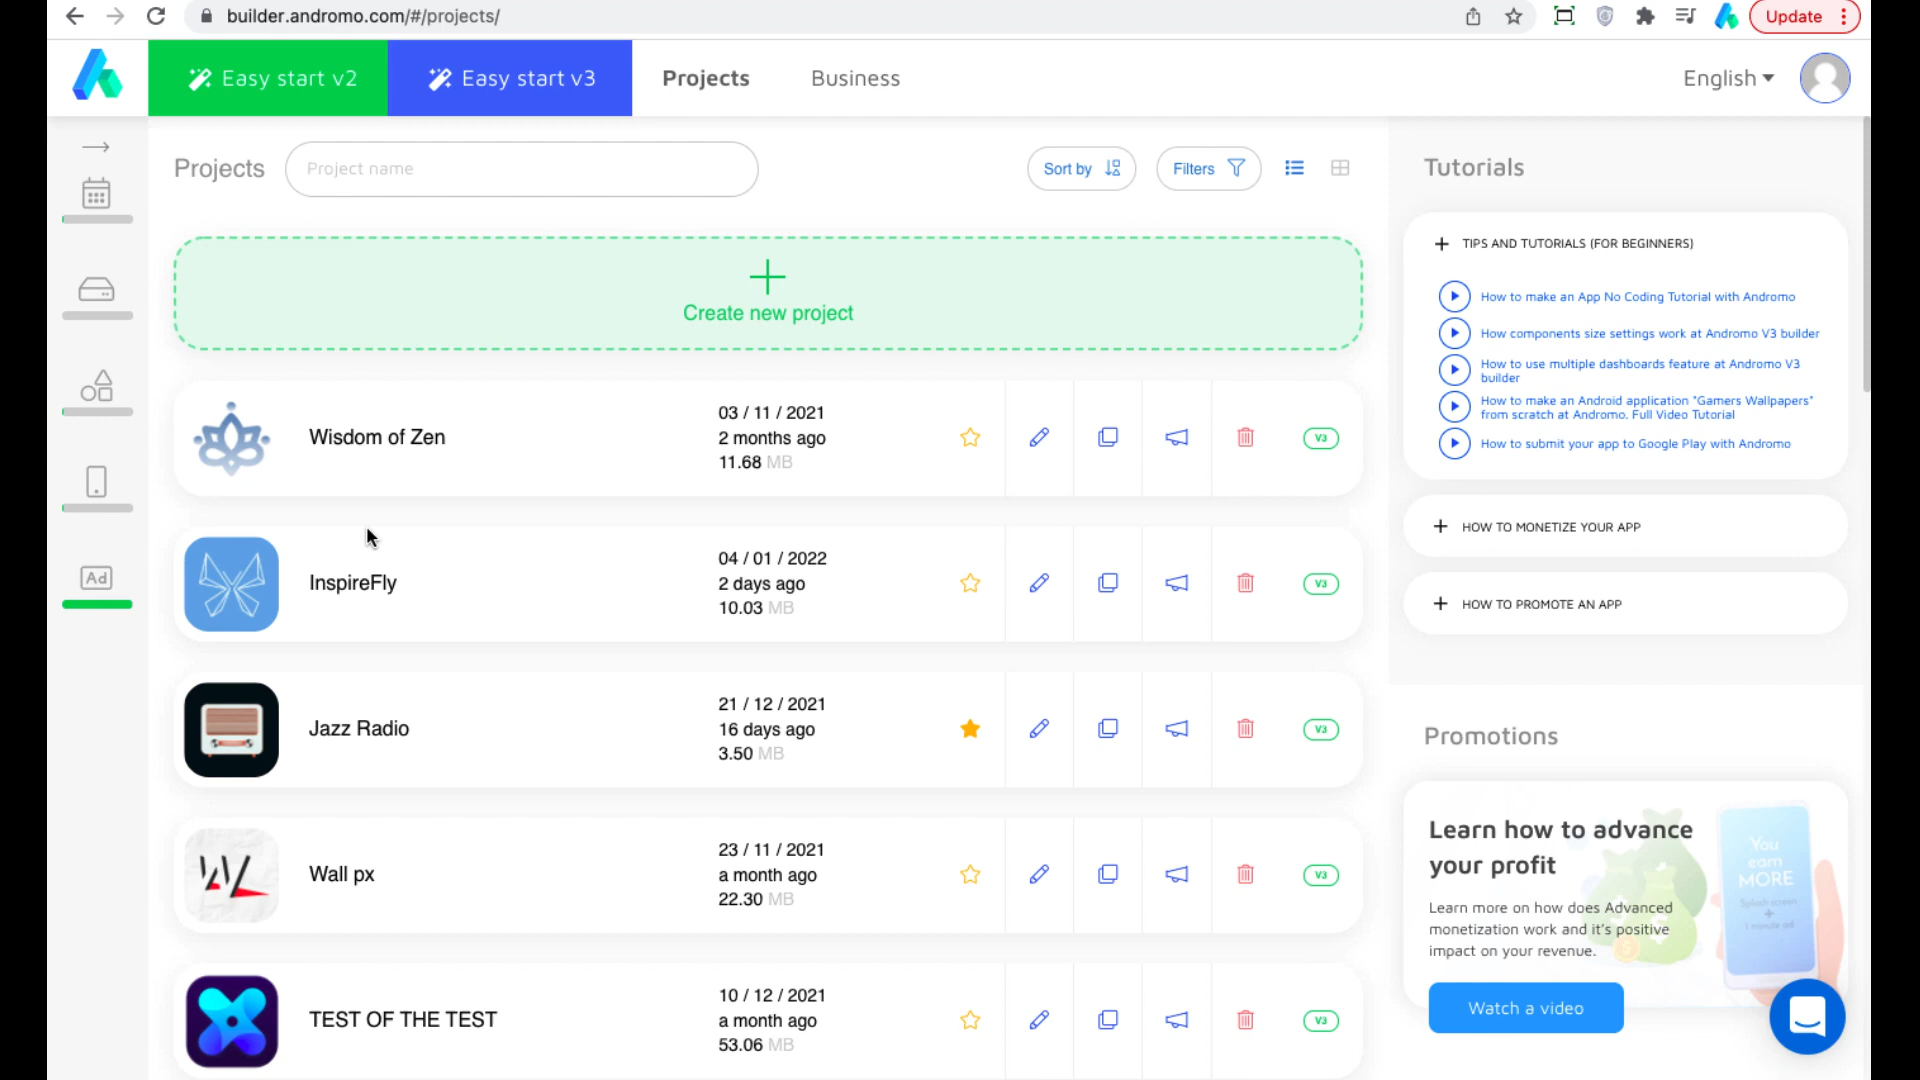 builder.andromo.com/#/projects/
Update
Easy start v2
Easy start v3
Projects
Business
English
Projects
Project name
Sort by
Filters
Create new project
Wisdom of Zen
03 / 11 / 2021
2 months ago
11.68 MB
V3
InspireFly
04 / 01 / 2022
2 days ago
10.03 MB
V3
Jazz Radio
21 / 12 / 2021
16 days ago
3.50 MB
V3
Wall px
23 / 11 / 2021
a month ago
22.30 MB
V3
TEST OF THE TEST
10 / 12 / 2021
a month ago
53.06 MB
V3
Ad
Tutorials
TIPS AND TUTORIALS (FOR BEGINNERS)
How to make an App No Coding Tutorial with Andromo
How components size settings work at Andromo V3 builder
How to use multiple dashboards feature at Andromo V3
builder
How to make an Android application "Gamers Wallpapers"
from scratch at Andromo. Full Video Tutorial
How to submit your app to Google Play with Andromo
HOW TO MONETIZE YOUR APP
HOW TO PROMOTE AN APP
Promotions
Learn how to advance
your profit
Learn more on how does Advanced
monetization work and it's positive
impact on your revenue.
Watch a video
You
earn
MORE
Splash screen
+
1 minute ad